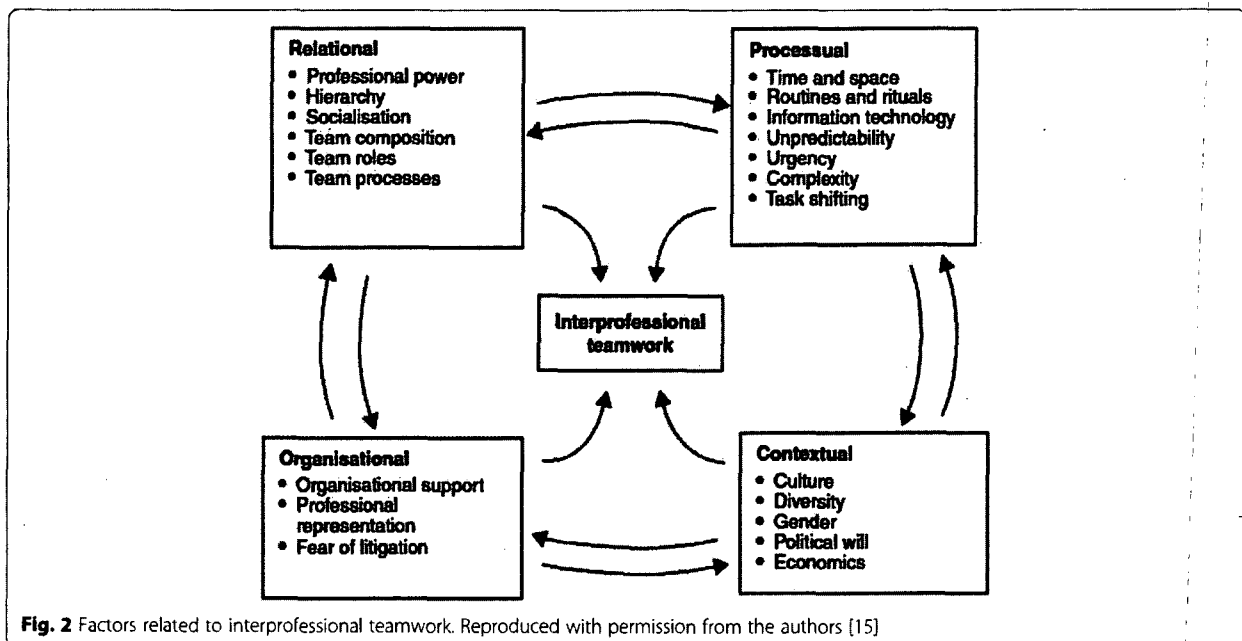 Relational
• Professional power
• Hierarchy
• Socialisation
• Team composition
• Team roles
• Team processes
Processual
• Time and space
• Routines and rituals
• Information technology
• Unpredictability
• Urgency
• Complexity
• Task shifting
Interprofessional
teamwork
Organisational
• Organisational support
• Professional
representation
• Fear of litigation
Contextual
• Culture
• Diversity
• Gender
• Political will
• Economics
Fig. 2 Factors related to interprofessional teamwork. Reproduced with permission from the authors [15]